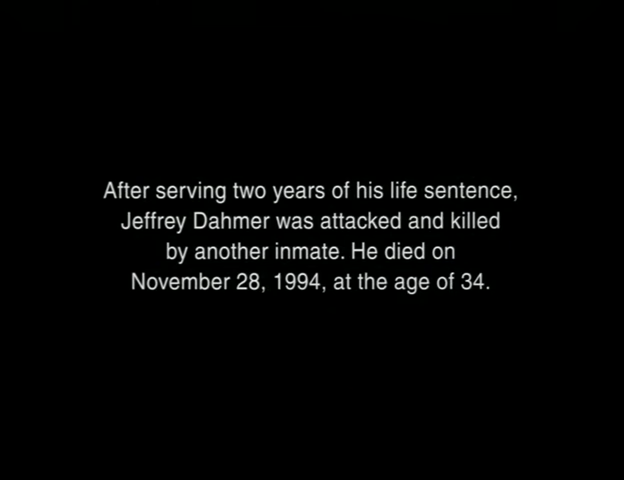 After serving two years of his life sentence,
Jeffrey Dahmer was attacked and killed
by another inmate. He died on
November 28, 1994, at the age of 34.